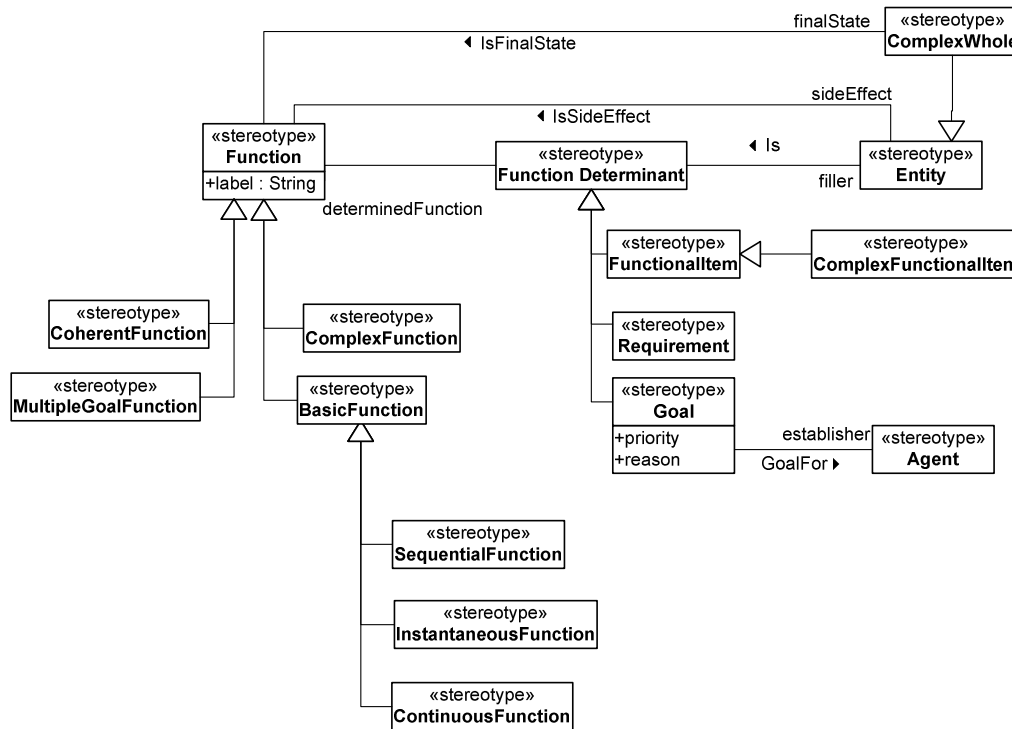 finalState
«stereotype»
ComplexWhole
◄ IsFinalState
sideEffect
◄ IsSideEffect
«stereotype»
Function
+label : String
«stereotype»
Function Determinant
◄ Is
filler
«stereotype»
Entity
determinedFunction
«stereotype»
FunctionalItem
«stereotype»
ComplexFunctionalItem
«stereotype»
CoherentFunction
«stereotype»
ComplexFunction
«stereotype»
Requirement
«stereotype»
MultipleGoalFunction
«stereotype»
BasicFunction
«stereotype»
Goal
+priority
+reason
establisher
GoalFor ►
«stereotype»
Agent
«stereotype»
SequentialFunction
«stereotype»
InstantaneousFunction
«stereotype»
ContinuousFunction